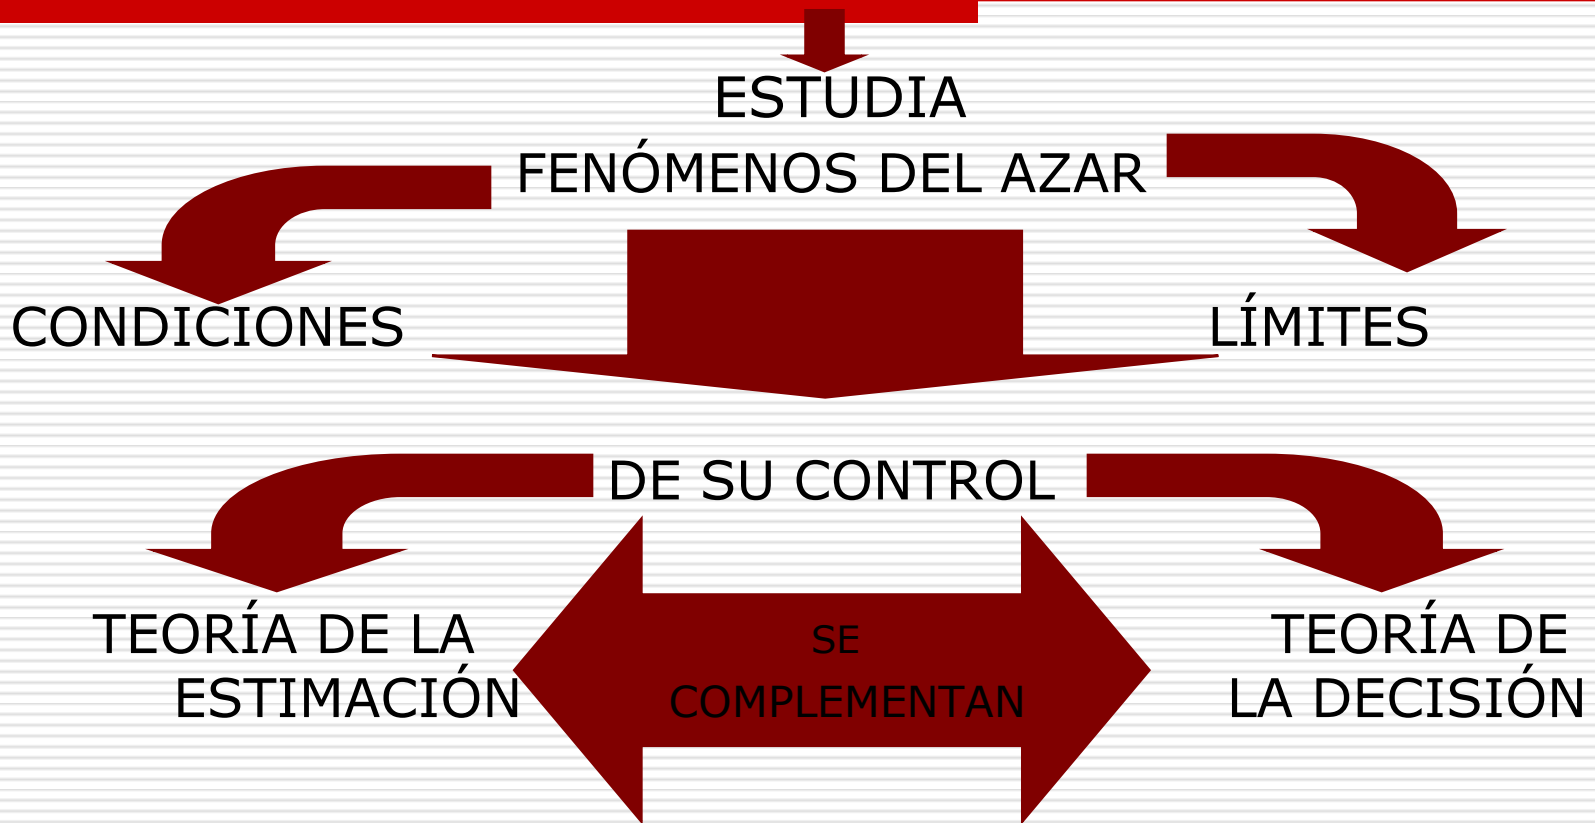 ESTUDIA
FENÓMENOS DEL AZAR
CONDICIONES
LÍMITES
DE SU CONTROL
TEORÍA DE LA
ESTIMACIÓN
SE
COMPLEMENTAN
TEORÍA DE
LA DECISIÓN